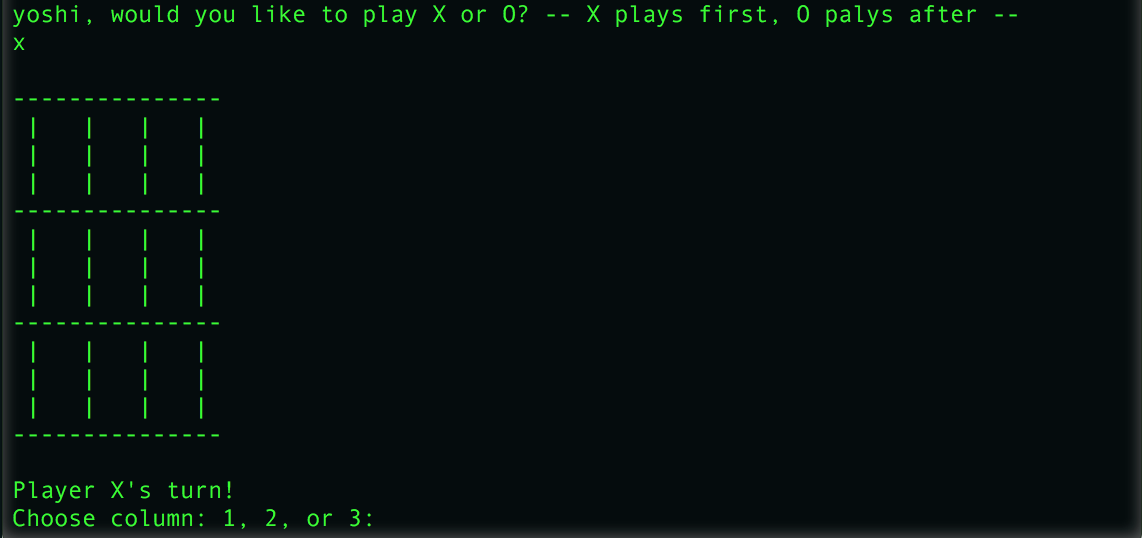 yoshi, would you like to play X or O? -- X plays first, O palys after --
x
---------------
 |   |   |   |
 |   |   |   |
 |   |   |   |
---------------
 |   |   |   |
 |   |   |   |
 |   |   |   |
---------------
 |   |   |   |
 |   |   |   |
 |   |   |   |
---------------
Player X's turn!
Choose column: 1, 2, or 3: